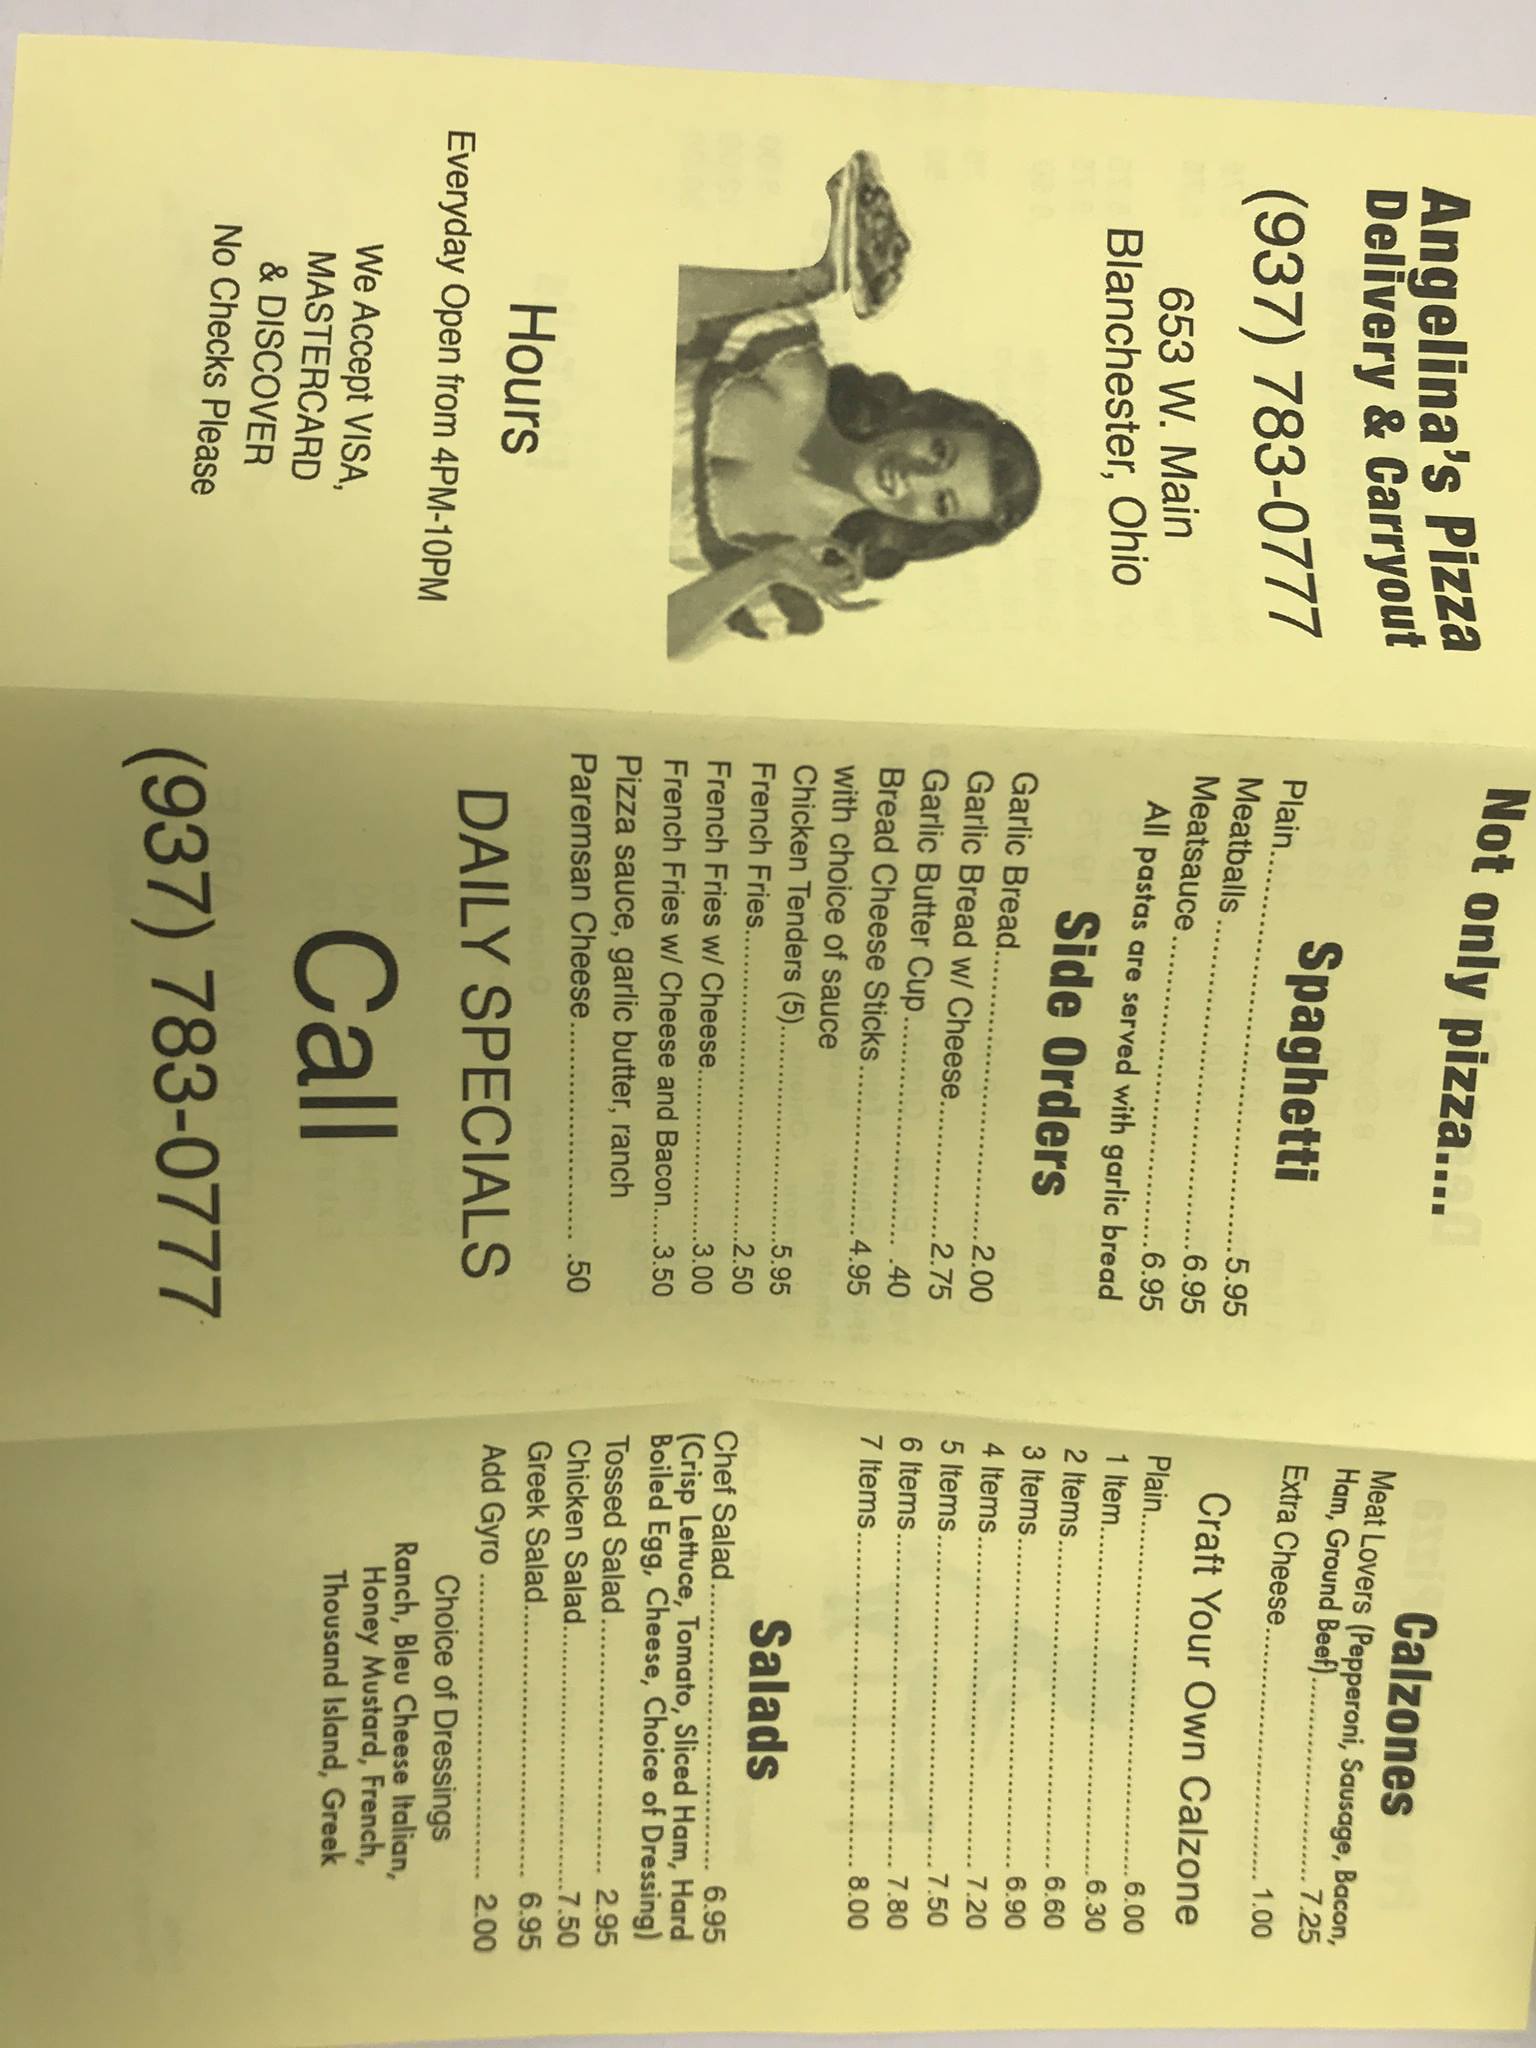 Angelina's Pizza
Delivery & Carryout
(937) 783-0777
653 W. Main
Blanchester, Ohio
Hours
Everyday Open from 4PM-10PM
We Accept VISA,
MASTERCARD
& DISCOVER
No Checks Please
Not only pizza....
Spaghetti
Plain..........5.95
Meatballs..........6.95
Meatsauce..........6.95
All pastas are served with garlic bread
Side Orders
Garlic Bread..........2.00
Garlic Bread w/ Cheese..........2.75
Garlic Butter Cup.......... .40
Bread Cheese Sticks..........4.95
with choice of sauce
Chicken Tenders (5)..........5.95
French Fries..........2.50
French Fries w/ Cheese..........3.00
French Fries w/ Cheese and Bacon....3.50
Pizza sauce, garlic butter, ranch
Paremsan Cheese.......... .50
DAILY SPECIALS
Call
(937) 783-0777
Calzones
Meat Lovers (Pepperoni, Sausage, Bacon,
Ham, Ground Beef)..........7.25
Extra Cheese..........1.00
Craft Your Own Calzone
Plain..........6.00
1 Item..........6.30
2 Items..........6.60
3 Items..........6.90
4 Items..........7.20
5 Items..........7.50
6 Items..........7.80
7 Items..........8.00
Salads
Chef Salad..........6.95
(Crisp Lettuce, Tomato, Sliced Ham, Hard
Boiled Egg, Cheese, Choice of Dressing)
Tossed Salad..........2.95
Chicken Salad..........7.50
Greek Salad..........6.95
Add Gyro..........2.00
Choice of Dressings
Ranch, Bleu Cheese Italian,
Honey Mustard, French,
Thousand Island, Greek